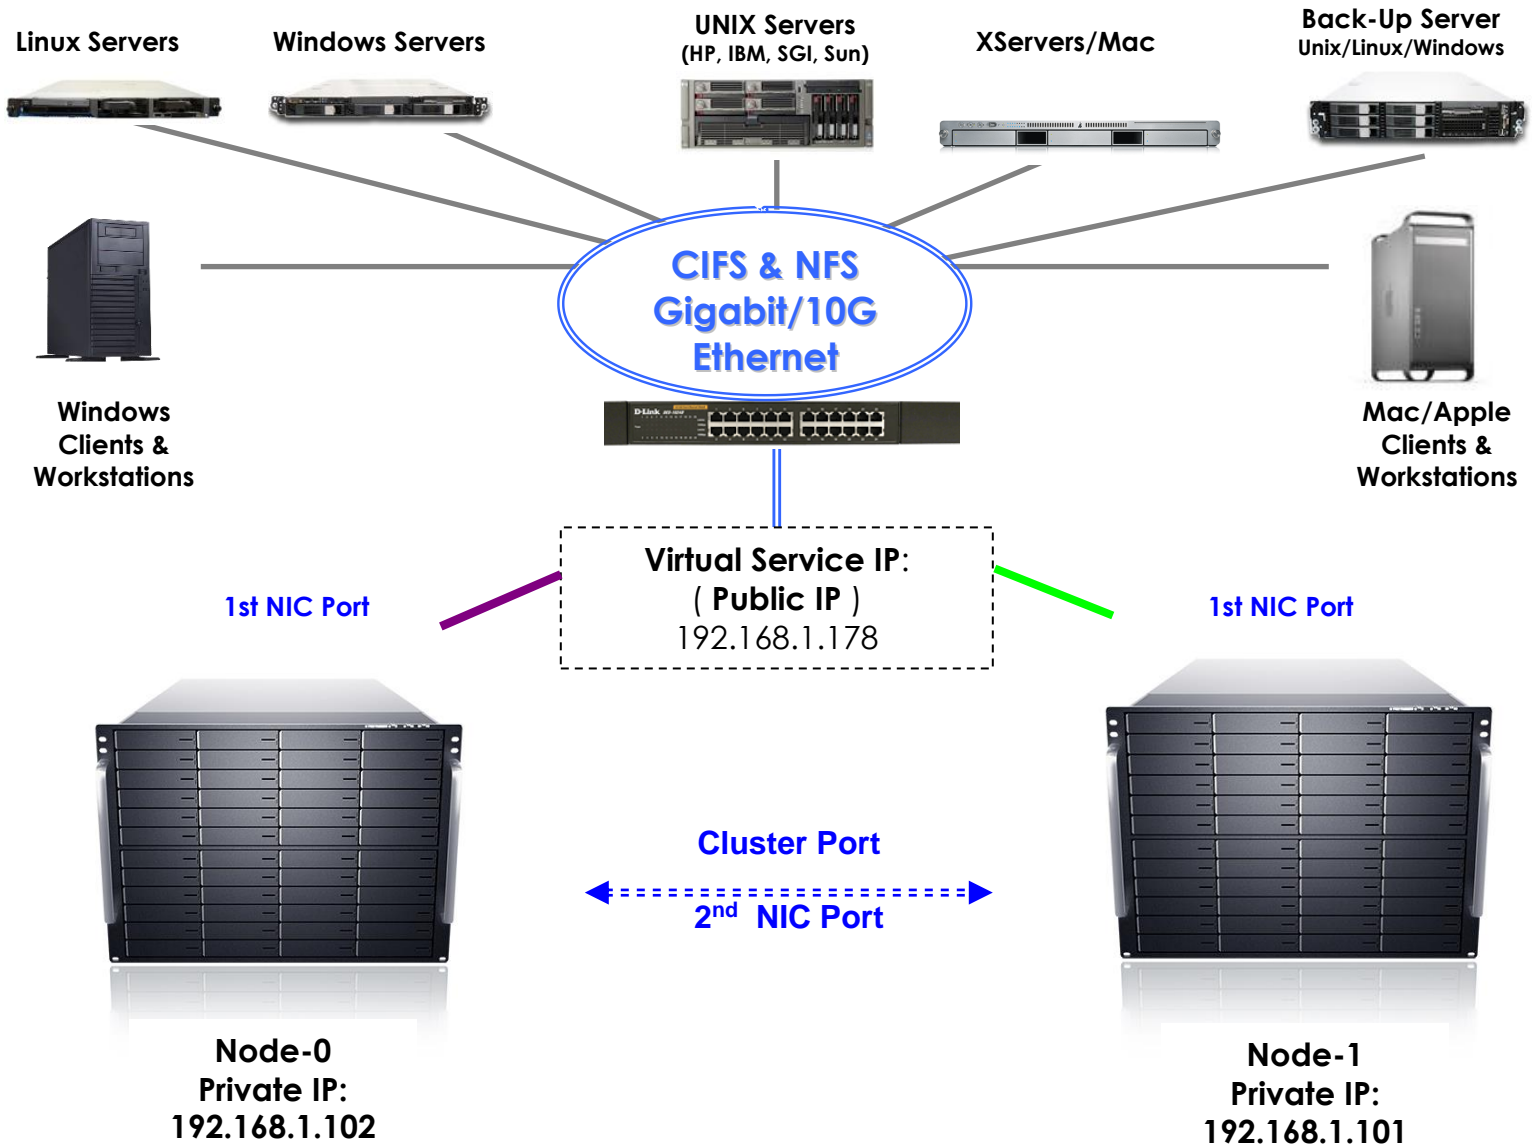 Linux Servers
Windows Servers
UNIX Servers
(HP, IBM, SGI, Sun)
XServers/Mac
Back-Up Server
Unix/Linux/Windows
CIFS & NFS
Gigabit/10G
Ethernet
D-Link
Windows
Clients &
Workstations
Mac/Apple
Clients &
Workstations
Virtual Service IP:
( Public IP )
192.168.1.178
1st NIC Port
1st NIC Port
Cluster Port
2nd NIC Port
Node-0
Private IP:
192.168.1.102
Node-1
Private IP:
192.168.1.101